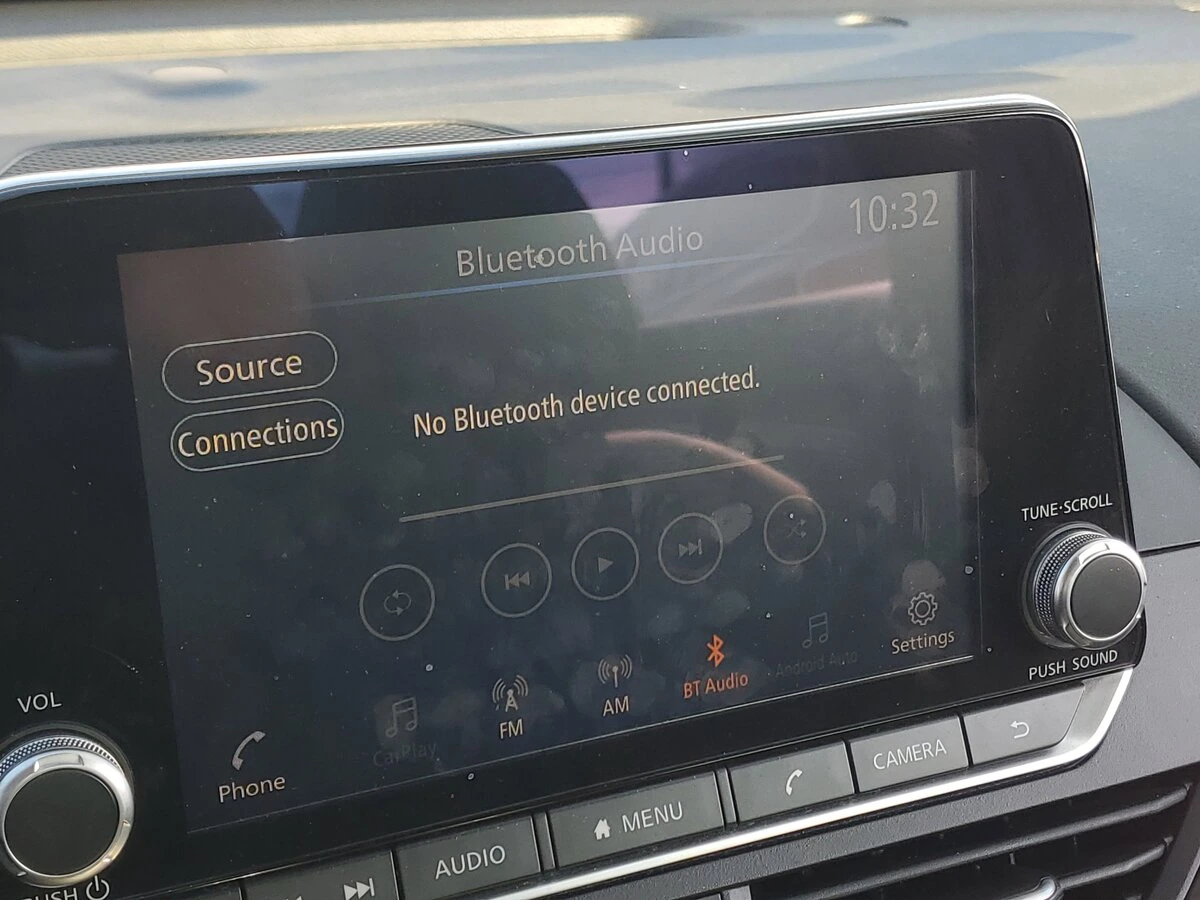 10:32
Bluetooth Audio
Source
No Bluetooth device connected.
Connections
TUNE·SCROLL
PUSH SOUND
Settings
Android Auto
BT Audio
AM
FM
CarPlay
Phone
VOL
PUSH
AUDIO
MENU
CAMERA